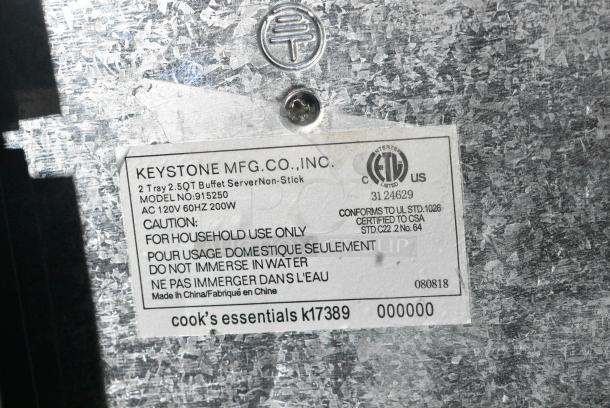 KEYSTONE MFG.CO.,INC.
2 Tray 2.5QT Buffet ServerNon-Stick
MODEL NO:915250
AC 120V 60HZ 200W
CAUTION:
FOR HOUSEHOLD USE ONLY
POUR USAGE DOMESTIQUE SEULEMENT
DO NOT IMMERSE IN WATER
NE PAS IMMERGER DANS L'EAU
Made In China/Fabriqué en Chine
INTERTEK
C ETL US
LISTED
3124629
CONFORMS TO UL STD.1026
CERTIFIED TO CSA
STD.C22 .2 No. 64
080818
cook's essentials k17389 000000